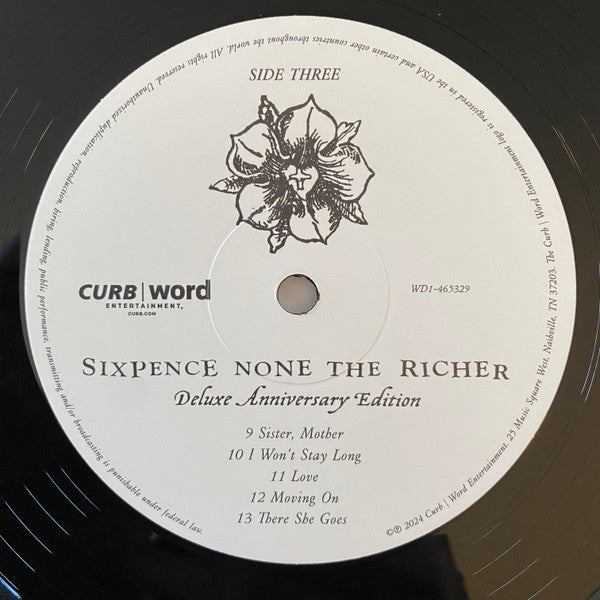 SIDE THREE
CURB | word
ENTERTAINMENT.
CURB.COM
WD1-465329
SIXPENCE NONE THE RICHER
Deluxe Anniversary Edition
9 Sister, Mother
10 I Won't Stay Long
11 Love
12 Moving On
13 There She Goes
©℗ 2024 Curb | Word Entertainment. 25 Music Square West, Nashville, TN 37203. The Curb | Word Entertainment logo is registered in the USA and certain other countries throughout the world. All rights reserved. Unauthorized duplication, reproduction, hiring, lending, public performance, transmitting and/or broadcasting is punishable under federal law.